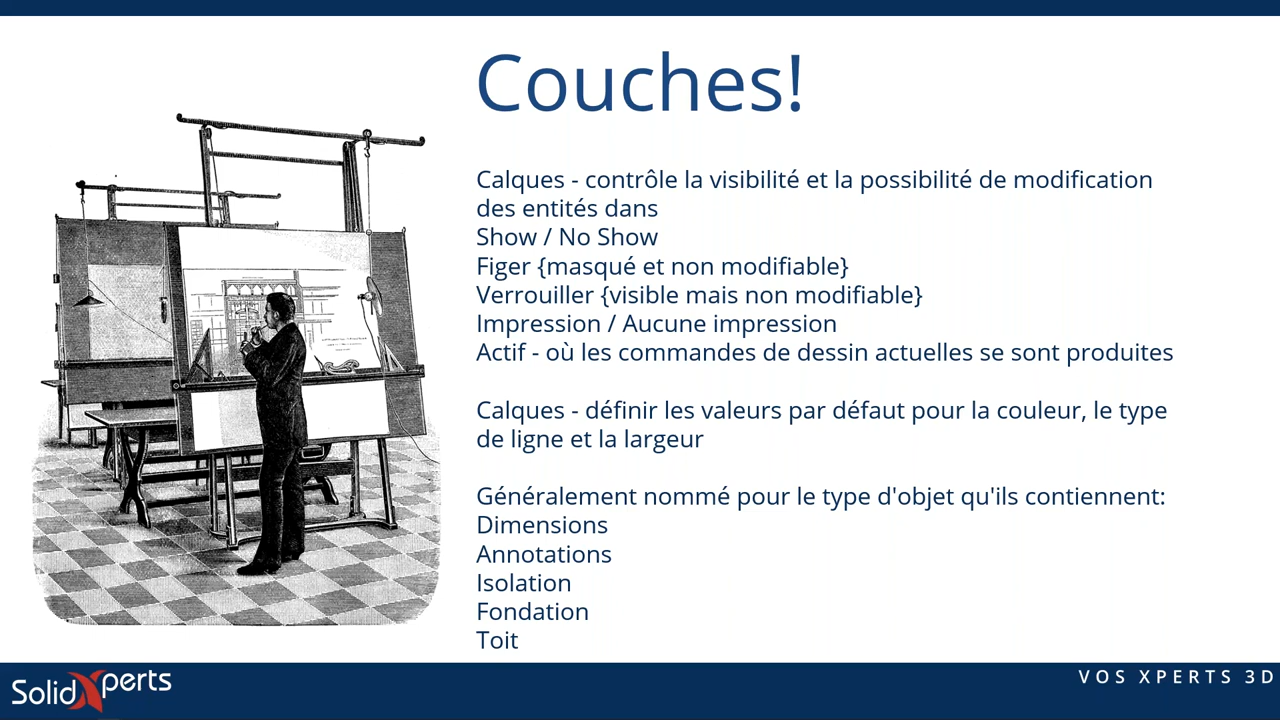 Couches!
Calques - contrôle la visibilité et la possibilité de modification
des entités dans
Show / No Show
Figer {masqué et non modifiable}
Verrouiller {visible mais non modifiable}
Impression / Aucune impression
Actif - où les commandes de dessin actuelles se sont produites
Calques - définir les valeurs par défaut pour la couleur, le type
de ligne et la largeur
Généralement nommé pour le type d'objet qu'ils contiennent:
Dimensions
Annotations
Isolation
Fondation
Toit
SolidXperts
VOS XPERTS 3D